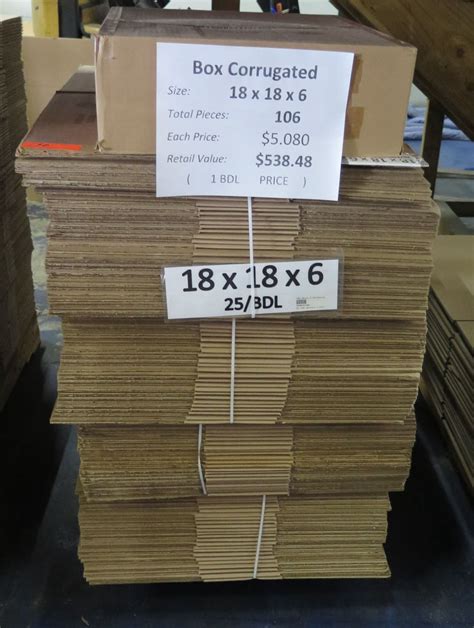 Box Corrugated
Size: 18 x 18 x 6
Total Pieces: 106
Each Price: $5.080
Retail Value: $538.48
( 1 BDL PRICE )
18 x 18 x 6
25/BDL